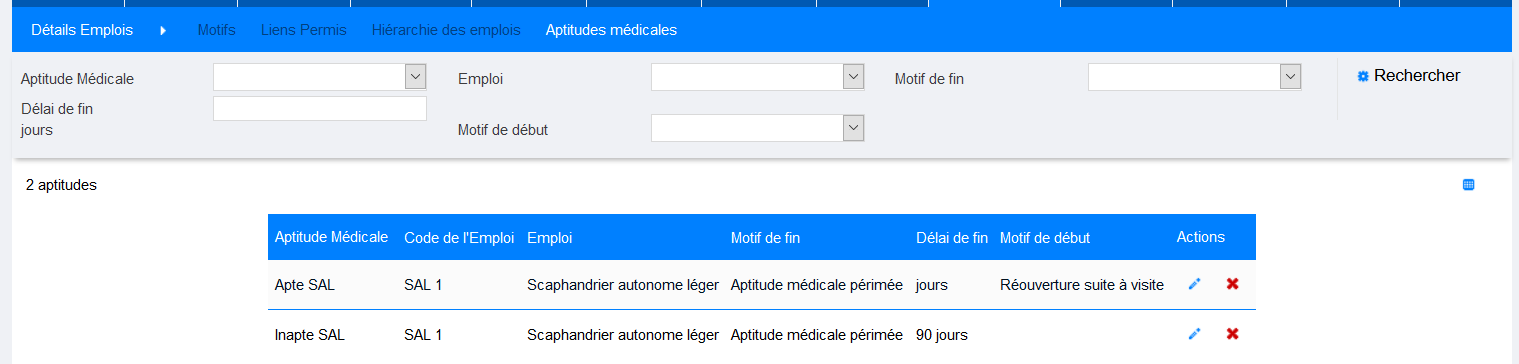 Détails Emplois Motifs Liens Permis Hiérarchie des emplois Aptitudes médicales
Aptitude Médicale Emploi Motif de fin Rechercher
Délai de fin
jours Motif de début
2 aptitudes
Aptitude Médicale Code de l'Emploi Emploi Motif de fin Délai de fin Motif de début Actions
Apte SAL SAL 1 Scaphandrier autonome léger Aptitude médicale périmée jours Réouverture suite à visite
Inapte SAL SAL 1 Scaphandrier autonome léger Aptitude médicale périmée 90 jours